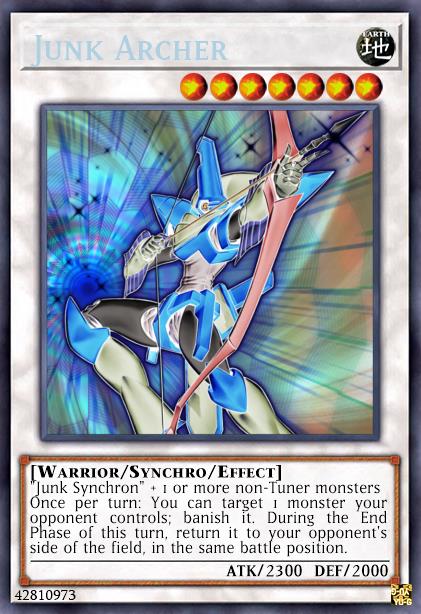 Junk Archer
EARTH
地
[Warrior/Synchro/Effect]
"Junk Synchron" + 1 or more non-Tuner monsters
Once per turn: You can target 1 monster your
opponent controls; banish it. During the End
Phase of this turn, return it to your opponent's
side of the field, in the same battle position.
ATK/2300 DEF/2000
42810973